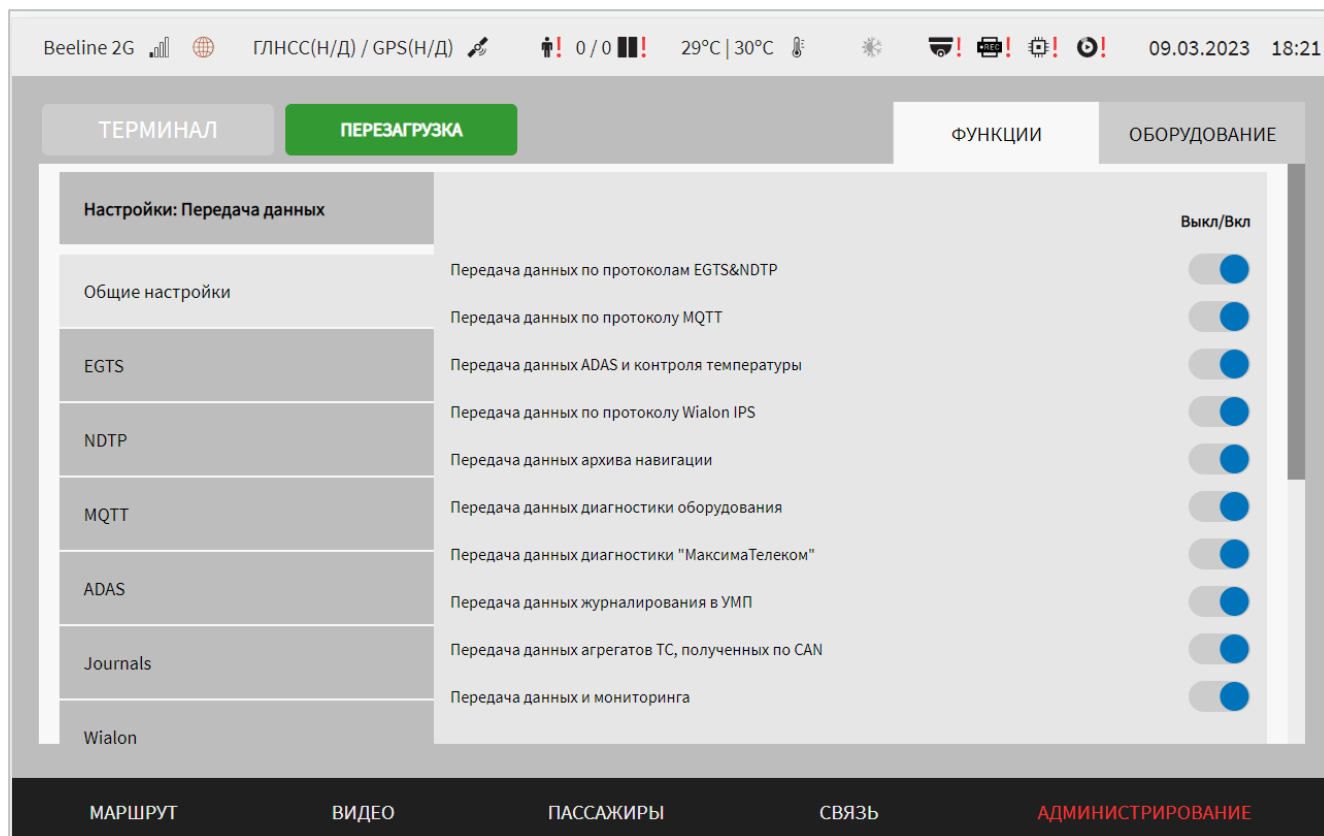 Beeline 2G ГЛНСС(Н/Д) / GPS(Н/Д) 0 / 0 29°C | 30°C REC 09.03.2023 18:21
ТЕРМИНАЛ ПЕРЕЗАГРУЗКА ФУНКЦИИ ОБОРУДОВАНИЕ
Настройки: Передача данных
Выкл/Вкл
Общие настройки
EGTS
NDTP
MQTT
ADAS
Journals
Wialon
Передача данных по протоколам EGTS&NDTP
Передача данных по протоколу MQTT
Передача данных ADAS и контроля температуры
Передача данных по протоколу Wialon IPS
Передача данных архива навигации
Передача данных диагностики оборудования
Передача данных диагностики "МаксимаТелеком"
Передача данных журналирования в УМП
Передача данных агрегатов ТС, полученных по CAN
Передача данных и мониторинга
МАРШРУТ ВИДЕО ПАССАЖИРЫ СВЯЗЬ АДМИНИСТРИРОВАНИЕ